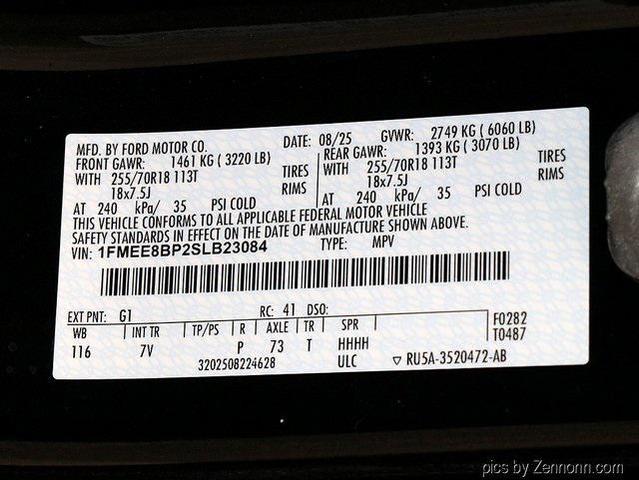 MFD. BY FORD MOTOR CO. DATE: 08/25 GVWR: 2749 KG ( 6060 LB)
FRONT GAWR: 1461 KG ( 3220 LB) REAR GAWR: 1393 KG ( 3070 LB)
WITH 255/70R18 113T TIRES WITH 255/70R18 113T TIRES
18x7.5J RIMS 18x7.5J RIMS
AT 240 kPa/ 35 PSI COLD AT 240 kPa/ 35 PSI COLD
THIS VEHICLE CONFORMS TO ALL APPLICABLE FEDERAL MOTOR VEHICLE
SAFETY STANDARDS IN EFFECT ON THE DATE OF MANUFACTURE SHOWN ABOVE.
VIN: 1FMEE8BP2SLB23084 TYPE: MPV
EXT PNT: G1 RC: 41 DSO: F0282
WB INT TR TP/PS R AXLE TR SPR T0487
116 7V P 73 T HHHH
3202508224628 ULC ▽ RU5A-3520472-AB
pics by Zennonn.com